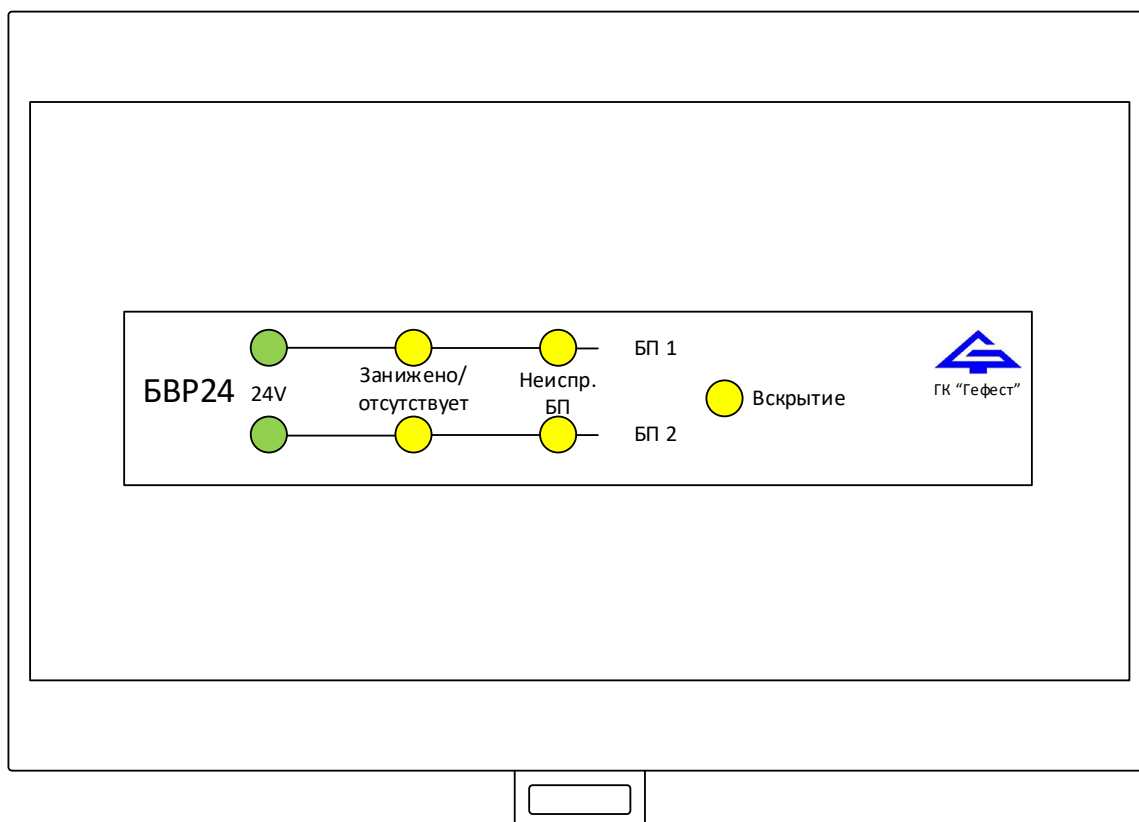 БП 1
Занижено/
отсутствует
Неиспр.
БП
БВР24
24V
Вскрытие
ГК “Гефест”
БП 2